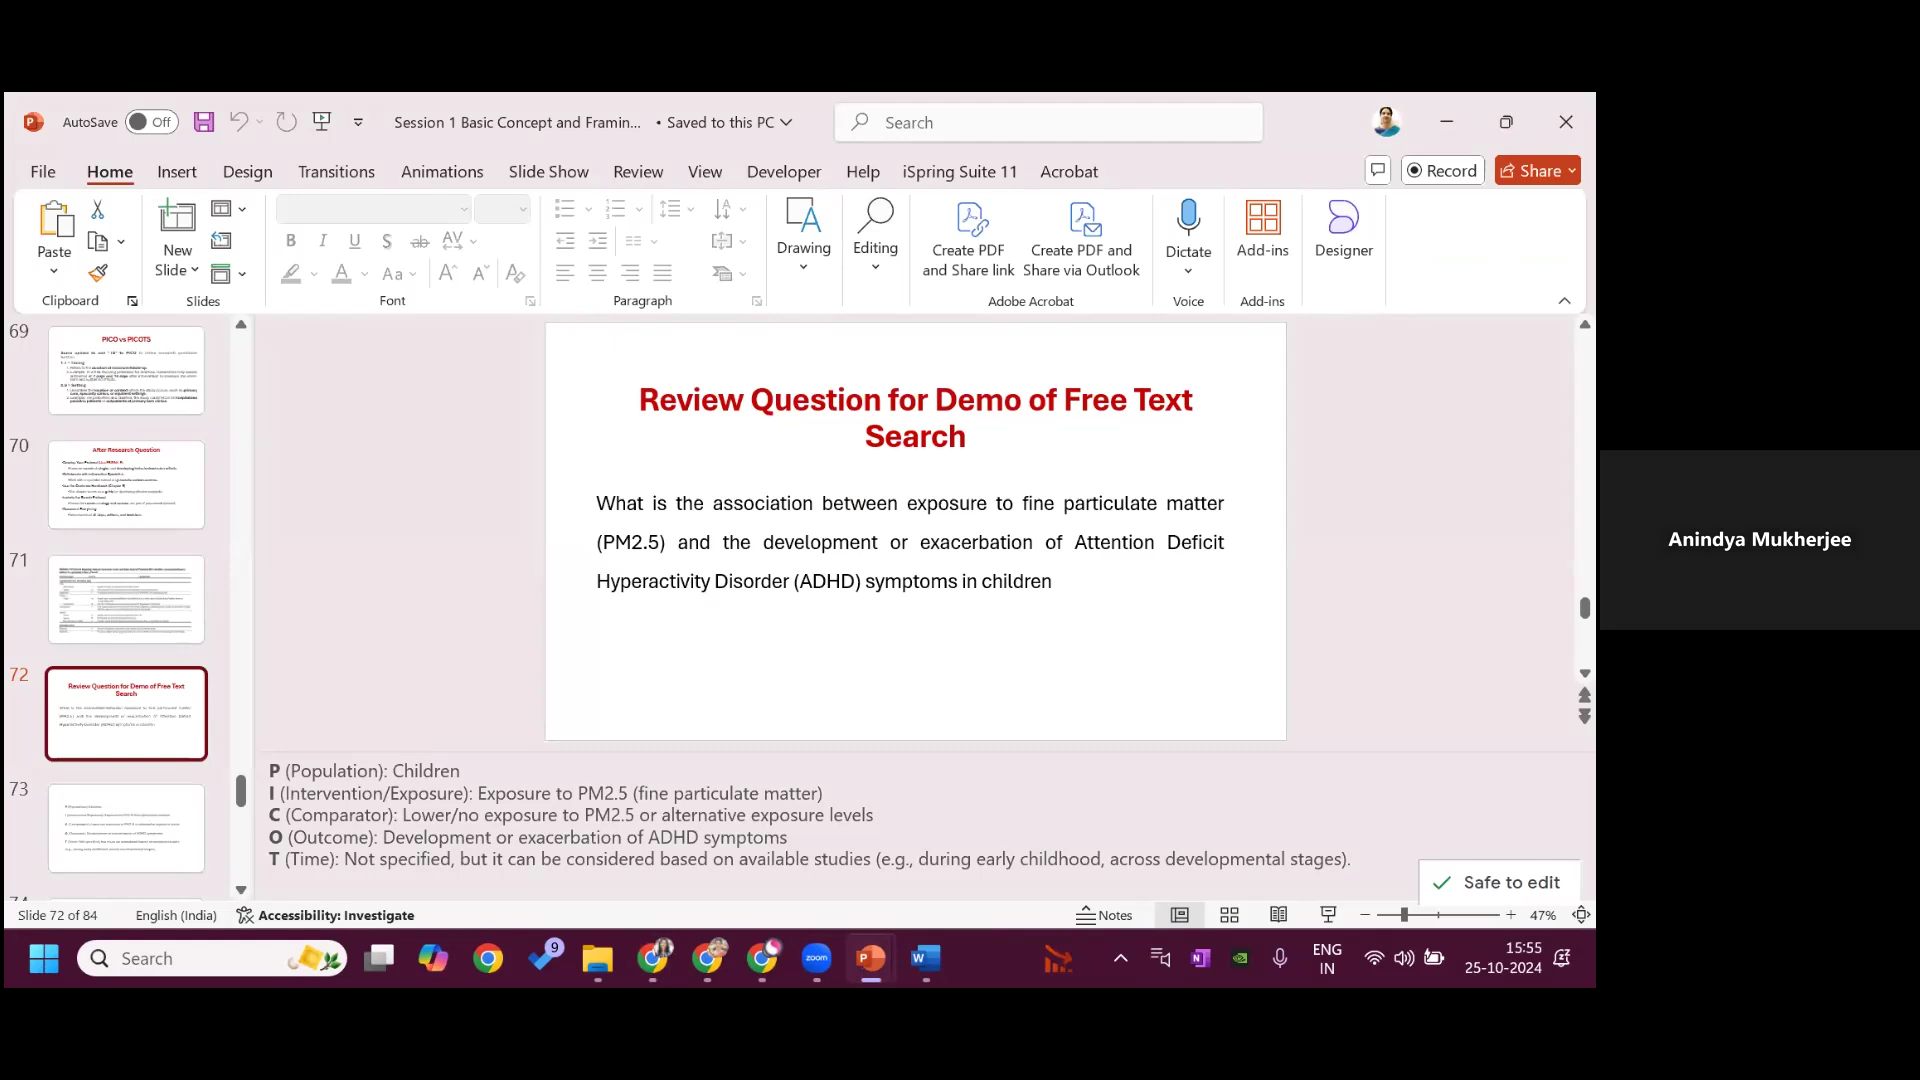 AutoSave Off Session 1 Basic Concept and Framin... • Saved to this PC Search
File Home Insert Design Transitions Animations Slide Show Review View Developer Help iSpring Suite 11 Acrobat Record Share
Paste New Slide B I U S ab AV Aa A A Drawing Editing Create PDF and Share link Create PDF and Share via Outlook Dictate Add-ins Designer
Clipboard Slides Font Paragraph Adobe Acrobat Voice Add-ins
69
PICO vs PICOTS
70
After Research Question
71
72
Review Question for Demo of Free Text
Search
73
Review Question for Demo of Free Text
Search
What is the association between exposure to fine particulate matter
(PM2.5) and the development or exacerbation of Attention Deficit
Hyperactivity Disorder (ADHD) symptoms in children
Anindya Mukherjee
P (Population): Children
I (Intervention/Exposure): Exposure to PM2.5 (fine particulate matter)
C (Comparator): Lower/no exposure to PM2.5 or alternative exposure levels
O (Outcome): Development or exacerbation of ADHD symptoms
T (Time): Not specified, but it can be considered based on available studies (e.g., during early childhood, across developmental stages).
Safe to edit
Slide 72 of 84 English (India) Accessibility: Investigate Notes 47%
Search 9 zoom ENG IN 15:55 25-10-2024